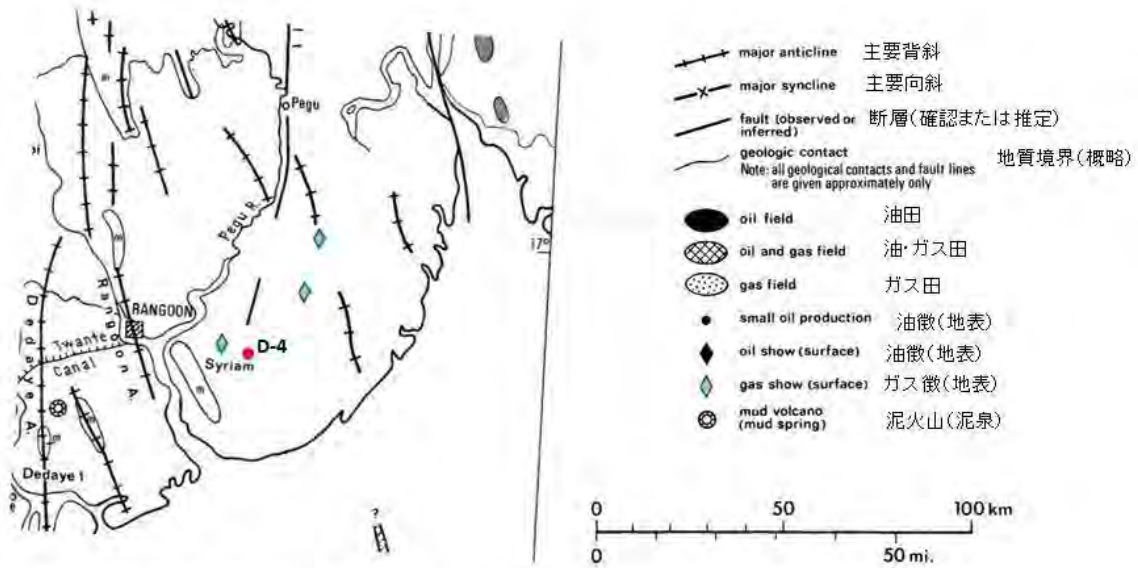 Pegu
Pegu R.
17°
RANGOON
Rangoon A.
Dedaye A.
Twante
Canal
D-4
Syriam
Dedaye 1
?
major anticline 主要背斜
major syncline 主要向斜
fault (observed or inferred) 断層(確認または推定)
geologic contact 地質境界(概略)
Note: all geological contacts and fault lines
are given approximately only
oil field 油田
oil and gas field 油・ガス田
gas field ガス田
small oil production 油徴(地表)
oil show (surface) 油徴(地表)
gas show (surface) ガス徴(地表)
mud volcano
(mud spring) 泥火山(泥泉)
0 50 100 km
0 50 mi.